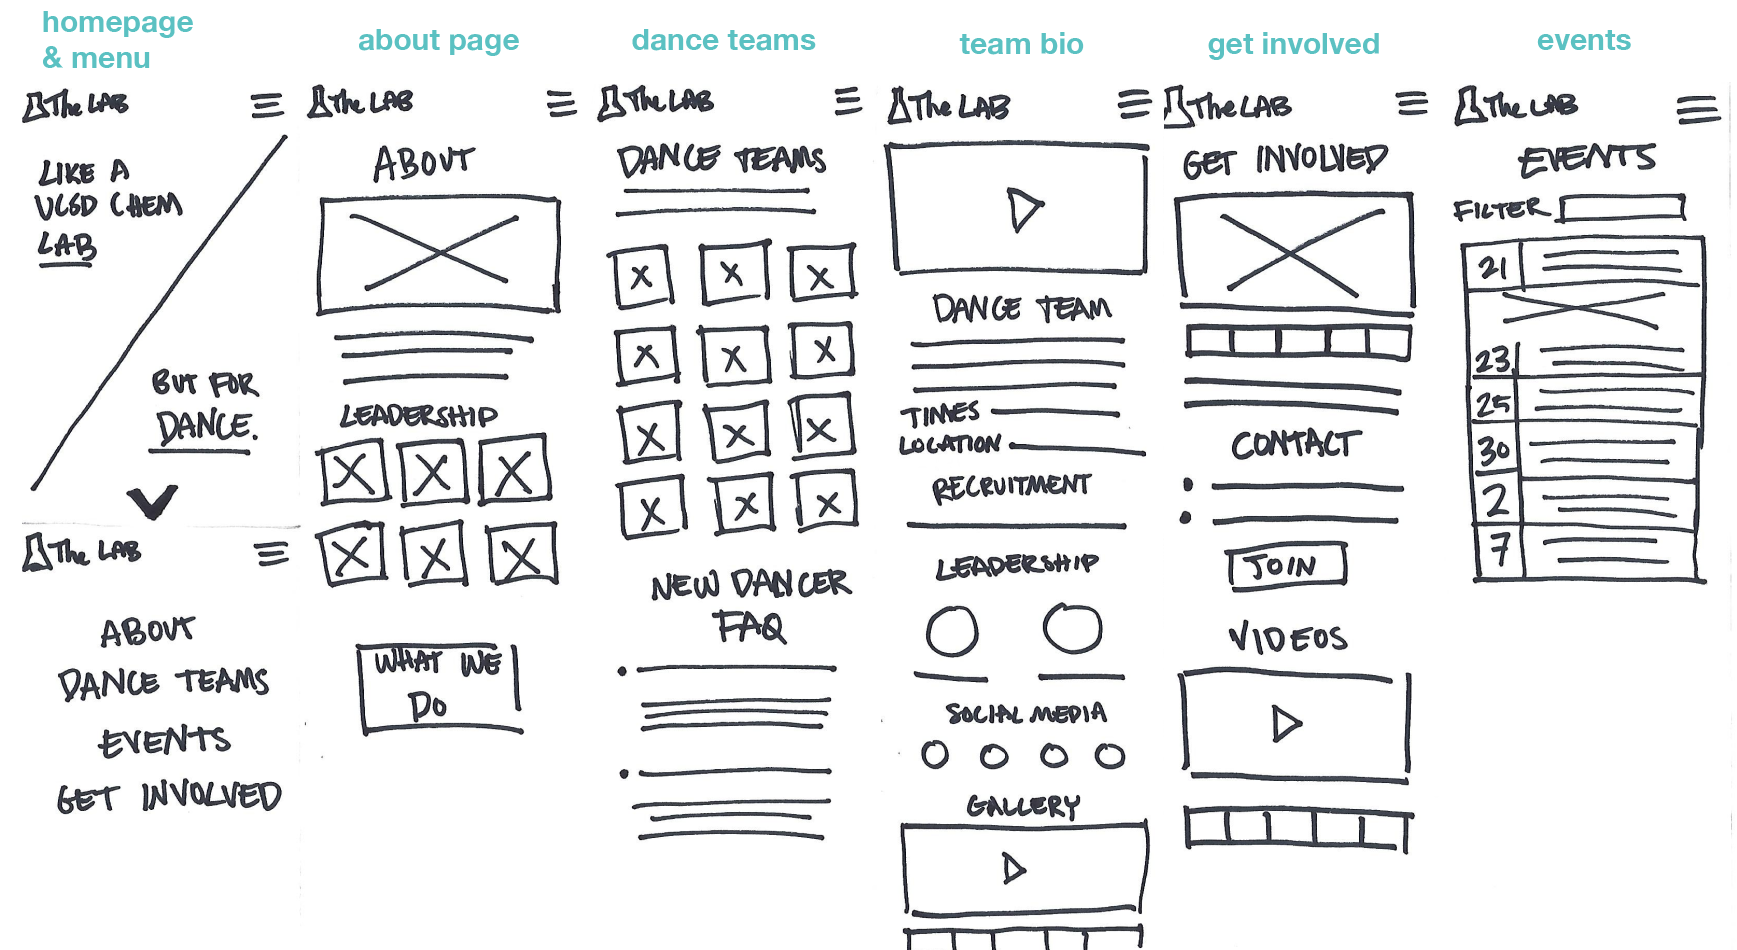 homepage
& menu
The LAB
LIKE A
UCSD CHEM
LAB
BUT FOR
DANCE.
The LAB
ABOUT
DANCE TEAMS
EVENTS
GET INVOLVED
about page
The LAB
ABOUT
LEADERSHIP
WHAT WE
DO
dance teams
The LAB
DANCE TEAMS
NEW DANCER
FAQ
team bio
The LAB
DANCE TEAM
TIMES
LOCATION
RECRUITMENT
LEADERSHIP
SOCIAL MEDIA
GALLERY
get involved
The LAB
GET INVOLVED
CONTACT
JOIN
VIDEOS
events
The LAB
EVENTS
FILTER
21
23
25
30
2
7